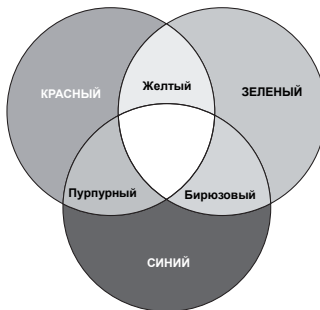 Желтый
КРАСНЫЙ
ЗЕЛЕНЫЙ
Пурпурный
Бирюзовый
СИНИЙ